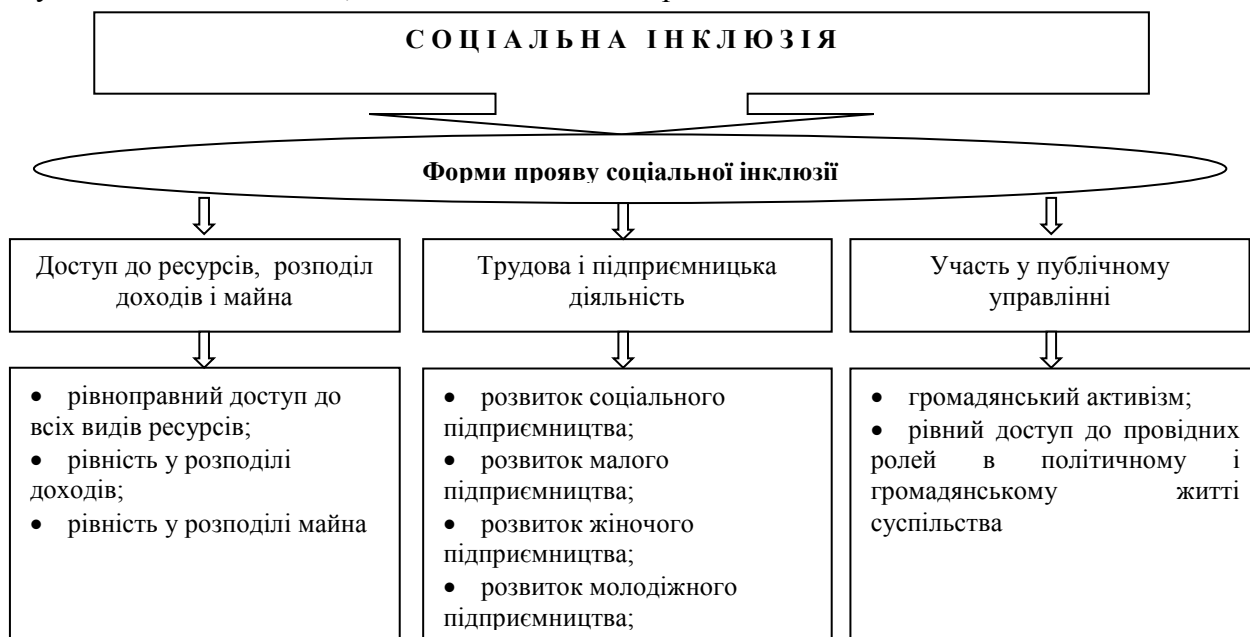 СОЦІАЛЬНА ІНКЛЮЗІЯ
Форми прояву соціальної інклюзії
Доступ до ресурсів, розподіл
доходів і майна
Трудова і підприємницька
діяльність
Участь у публічному
управлінні
• рівноправний доступ до
всіх видів ресурсів;
• рівність у розподілі
доходів;
• рівність у розподілі майна
• розвиток соціального
підприємництва;
• розвиток малого
підприємництва;
• розвиток жіночого
підприємництва;
• розвиток молодіжного
підприємництва;
• громадянський активізм;
• рівний доступ до провідних
ролей в політичному і
громадянському житті
суспільства